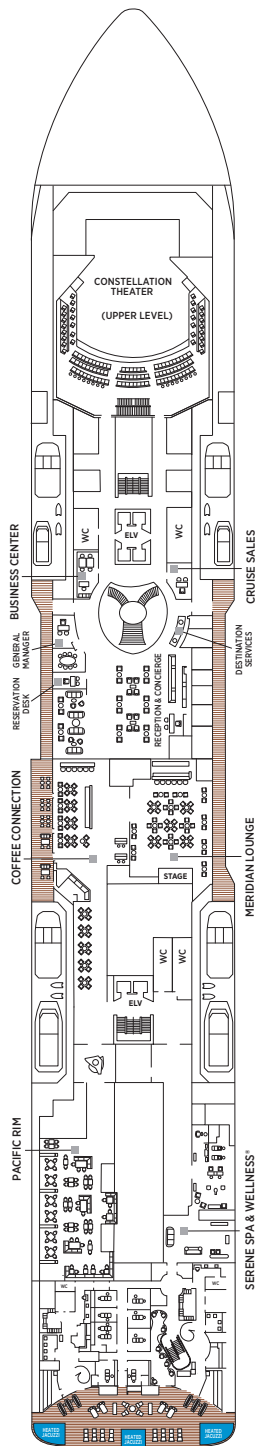 CONSTELLATION
THEATER
(UPPER LEVEL)
WC
ELV
WC
BUSINESS CENTER
CRUISE SALES
GENERAL
MANAGER
RESERVATION
DESK
DESTINATION
SERVICES
RECEPTION & CONCIERGE
COFFEE CONNECTION
MERIDIAN LOUNGE
STAGE
WC
WC
ELV
PACIFIC RIM
SERENE SPA & WELLNESS®
WC
WC
HEATED
JACUZZI
HEATED
JACUZZI
HEATED
JACUZZI